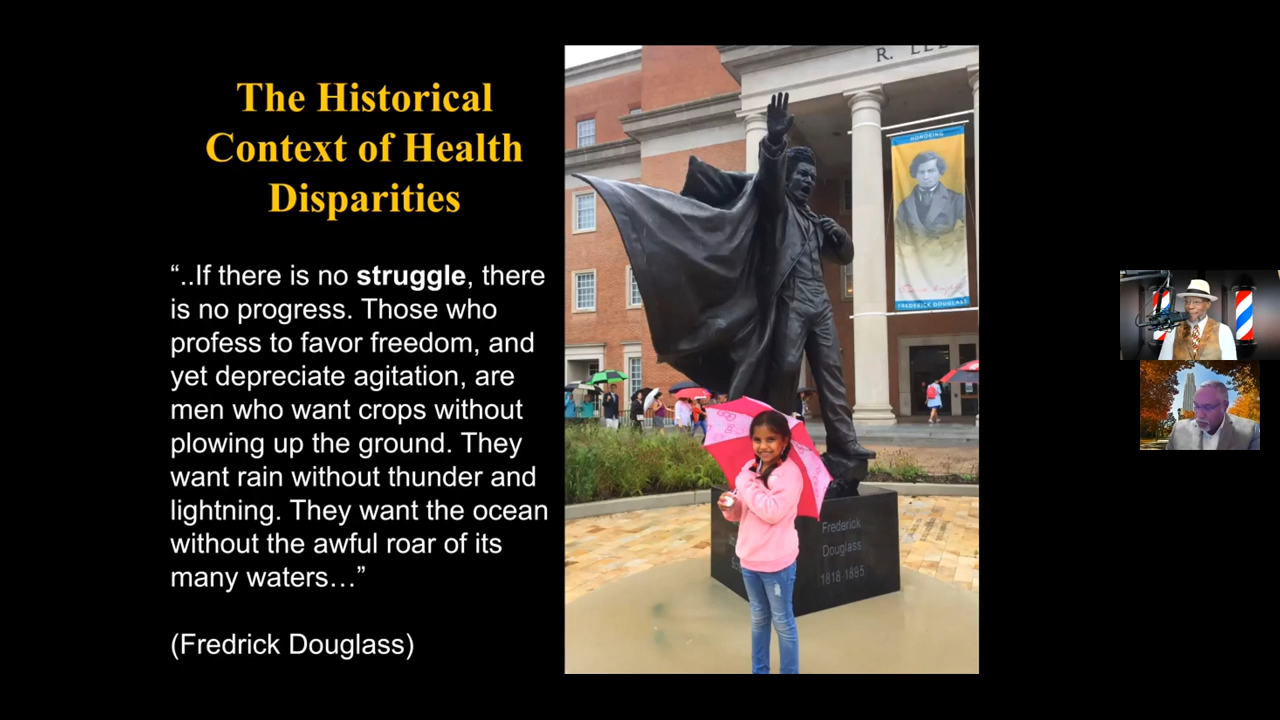 The Historical
Context of Health
Disparities
“..If there is no struggle, there
is no progress. Those who
profess to favor freedom, and
yet depreciate agitation, are
men who want crops without
plowing up the ground. They
want rain without thunder and
lightning. They want the ocean
without the awful roar of its
many waters…”
(Fredrick Douglass)
R. LEE
HONORING
FREDERICK DOUGLASS
Frederick
Douglass
1818-1895